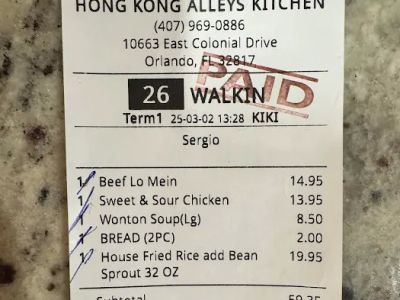 HONG KONG ALLEYS KITCHEN
(407) 969-0886
10663 East Colonial Drive
Orlando, FL 32817
PAID
26 WALKIN
Term1 25-03-02 13:28 KIKI
Sergio
1 Beef Lo Mein 14.95
1 Sweet & Sour Chicken 13.95
1 Wonton Soup(Lg) 8.50
1 BREAD (2PC) 2.00
1 House Fried Rice add Bean 19.95
Sprout 32 OZ
Subtotal 59.35